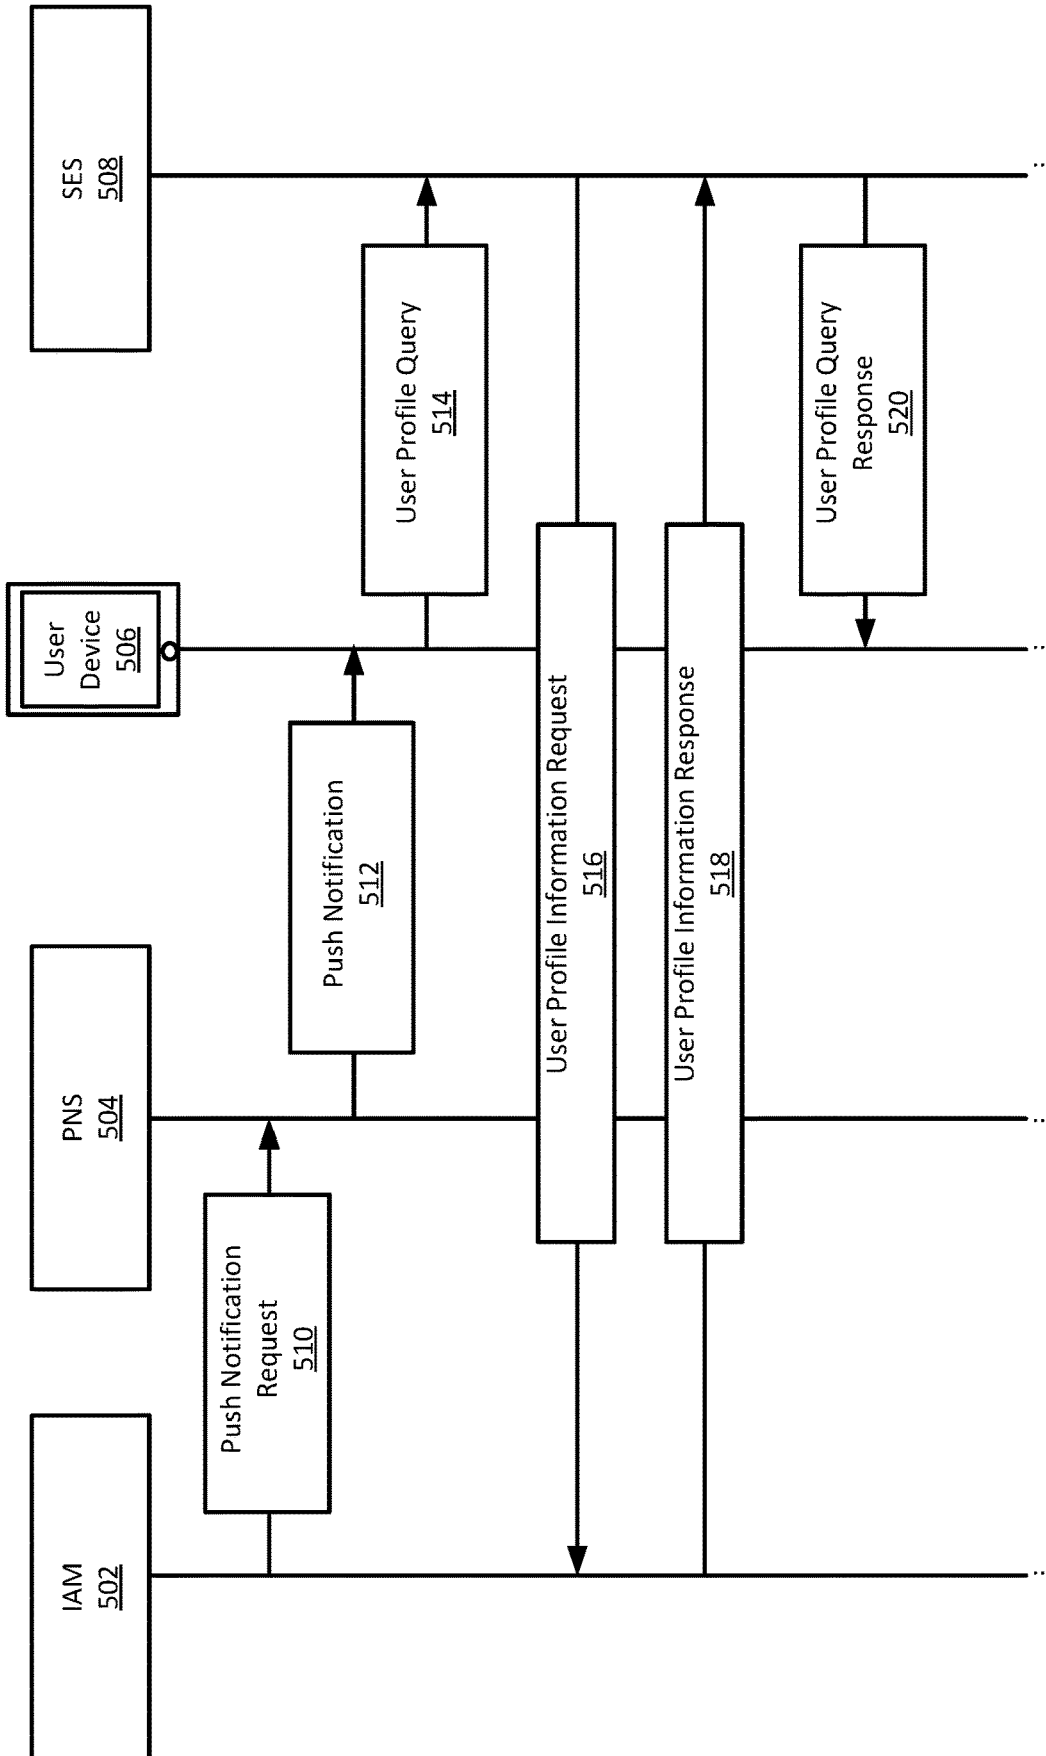 IAM
502
PNS
504
User
Device
506
SES
508
Push Notification
Request
510
Push Notification
512
User Profile Query
514
User Profile Information Request
516
User Profile Information Response
518
User Profile Query
Response
520